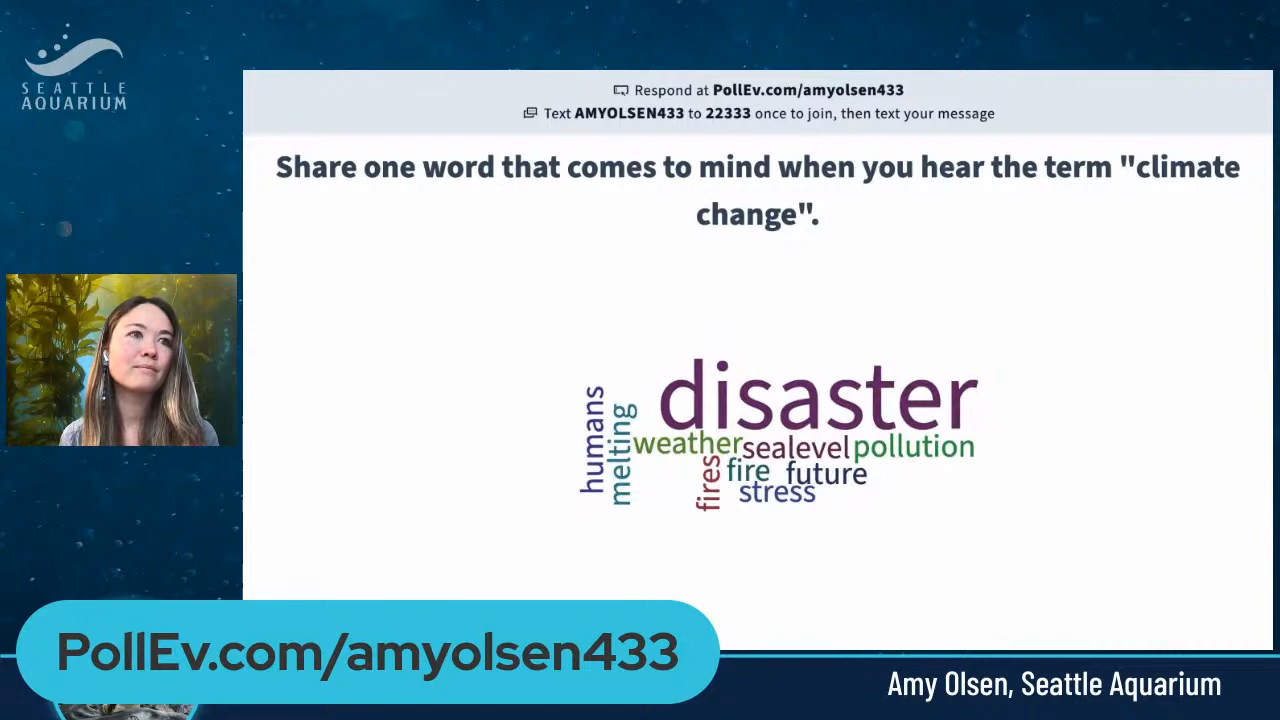 SEATTLE
AQUARIUM
Respond at PollEv.com/amyolsen433
Text AMYOLSEN433 to 22333 once to join, then text your message
Share one word that comes to mind when you hear the term "climate
change".
disaster
humans
melting
weather
sealevel
pollution
fires
fire
future
stress
PollEv.com/amyolsen433
Amy Olsen, Seattle Aquarium